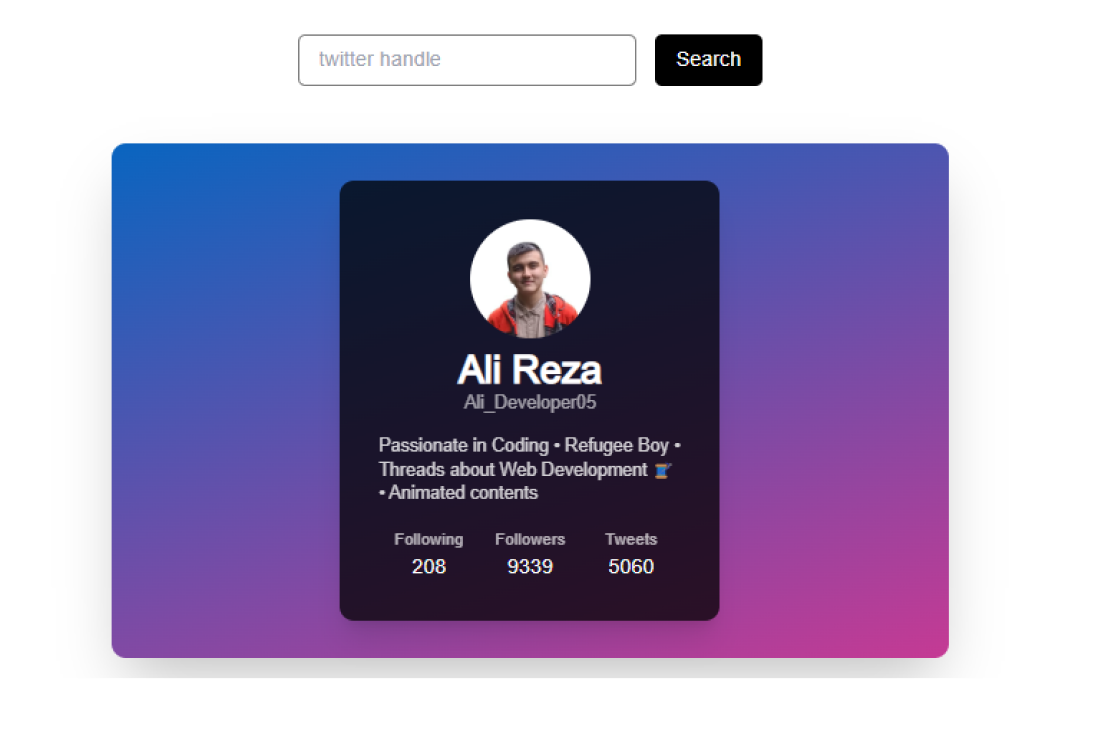 twitter handle
Search
Ali Reza
Ali_Developer05
Passionate in Coding • Refugee Boy •
Threads about Web Development 🧵
• Animated contents
Following Followers Tweets
208 9339 5060